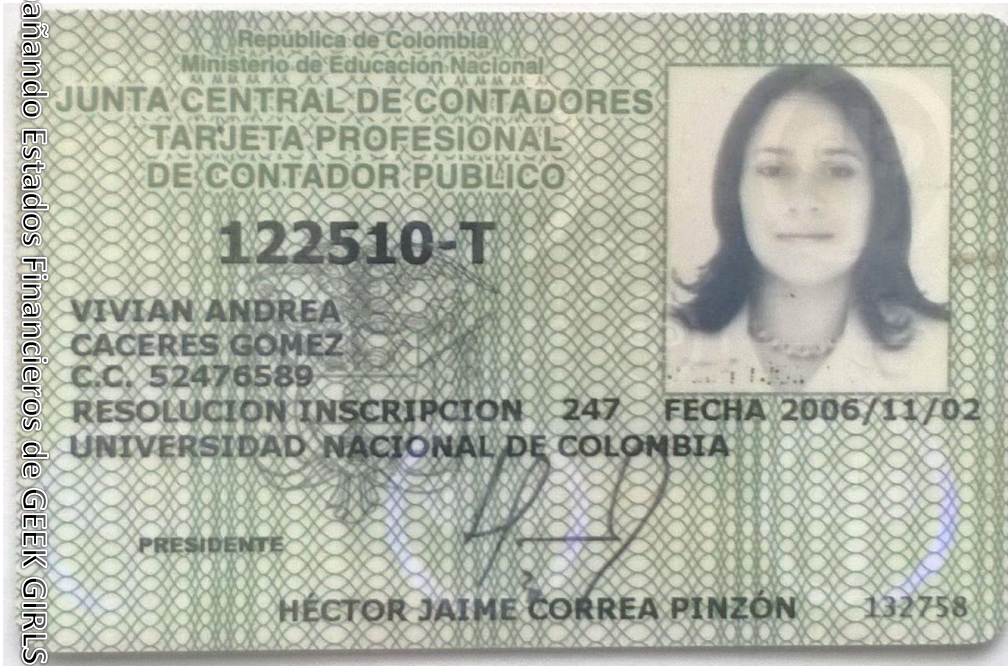 República de Colombia
Ministerio de Educación Nacional
JUNTA CENTRAL DE CONTADORES
TARJETA PROFESIONAL
DE CONTADOR PUBLICO
122510-T
VIVIAN ANDREA
CACERES GOMEZ
C.C. 52476589
RESOLUCION INSCRIPCION 247 FECHA 2006/11/02
UNIVERSIDAD NACIONAL DE COLOMBIA
PRESIDENTE
HÉCTOR JAIME CORREA PINZÓN 132758
añando Estados Financieros de GEEK GIRLS